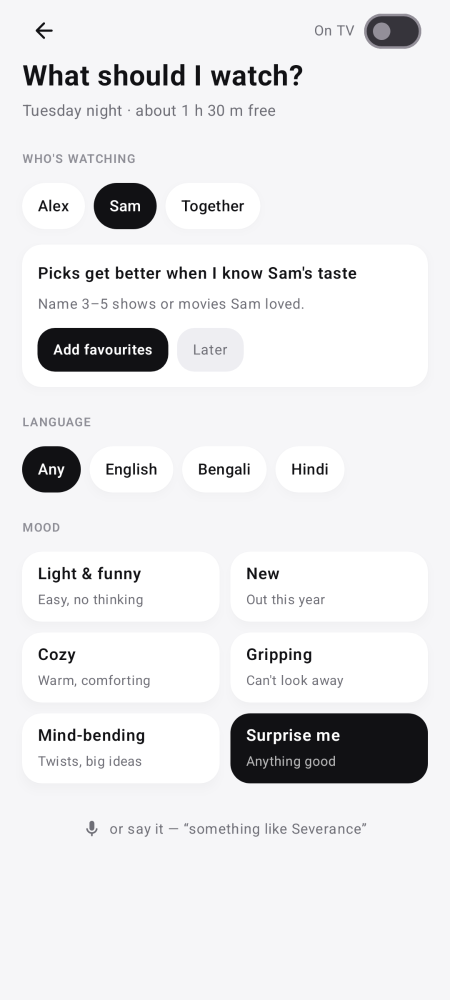 On TV
What should I watch?
Tuesday night · about 1 h 30 m free
WHO'S WATCHING
Alex
Sam
Together
Picks get better when I know Sam's taste
Name 3–5 shows or movies Sam loved.
Add favourites
Later
LANGUAGE
Any
English
Bengali
Hindi
MOOD
Light & funny
Easy, no thinking
New
Out this year
Cozy
Warm, comforting
Gripping
Can't look away
Mind-bending
Twists, big ideas
Surprise me
Anything good
or say it — “something like Severance”